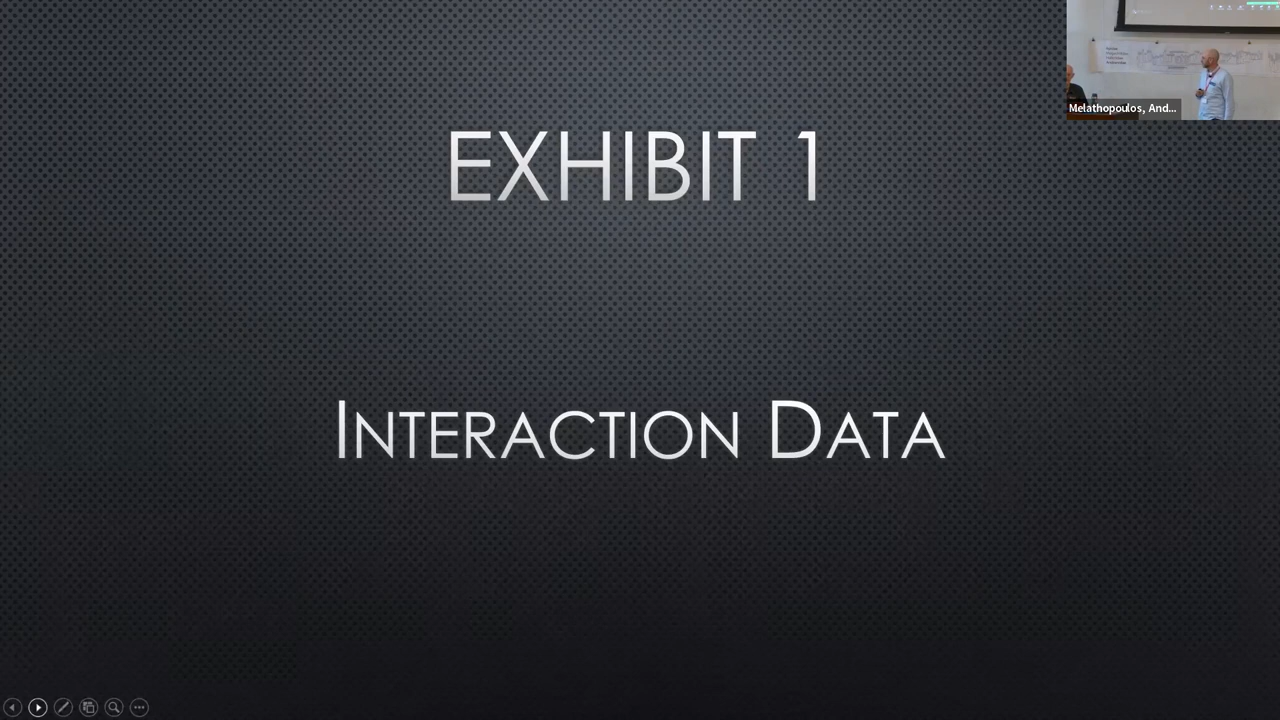 EXHIBIT 1
INTERACTION DATA
Melathopoulos, And...